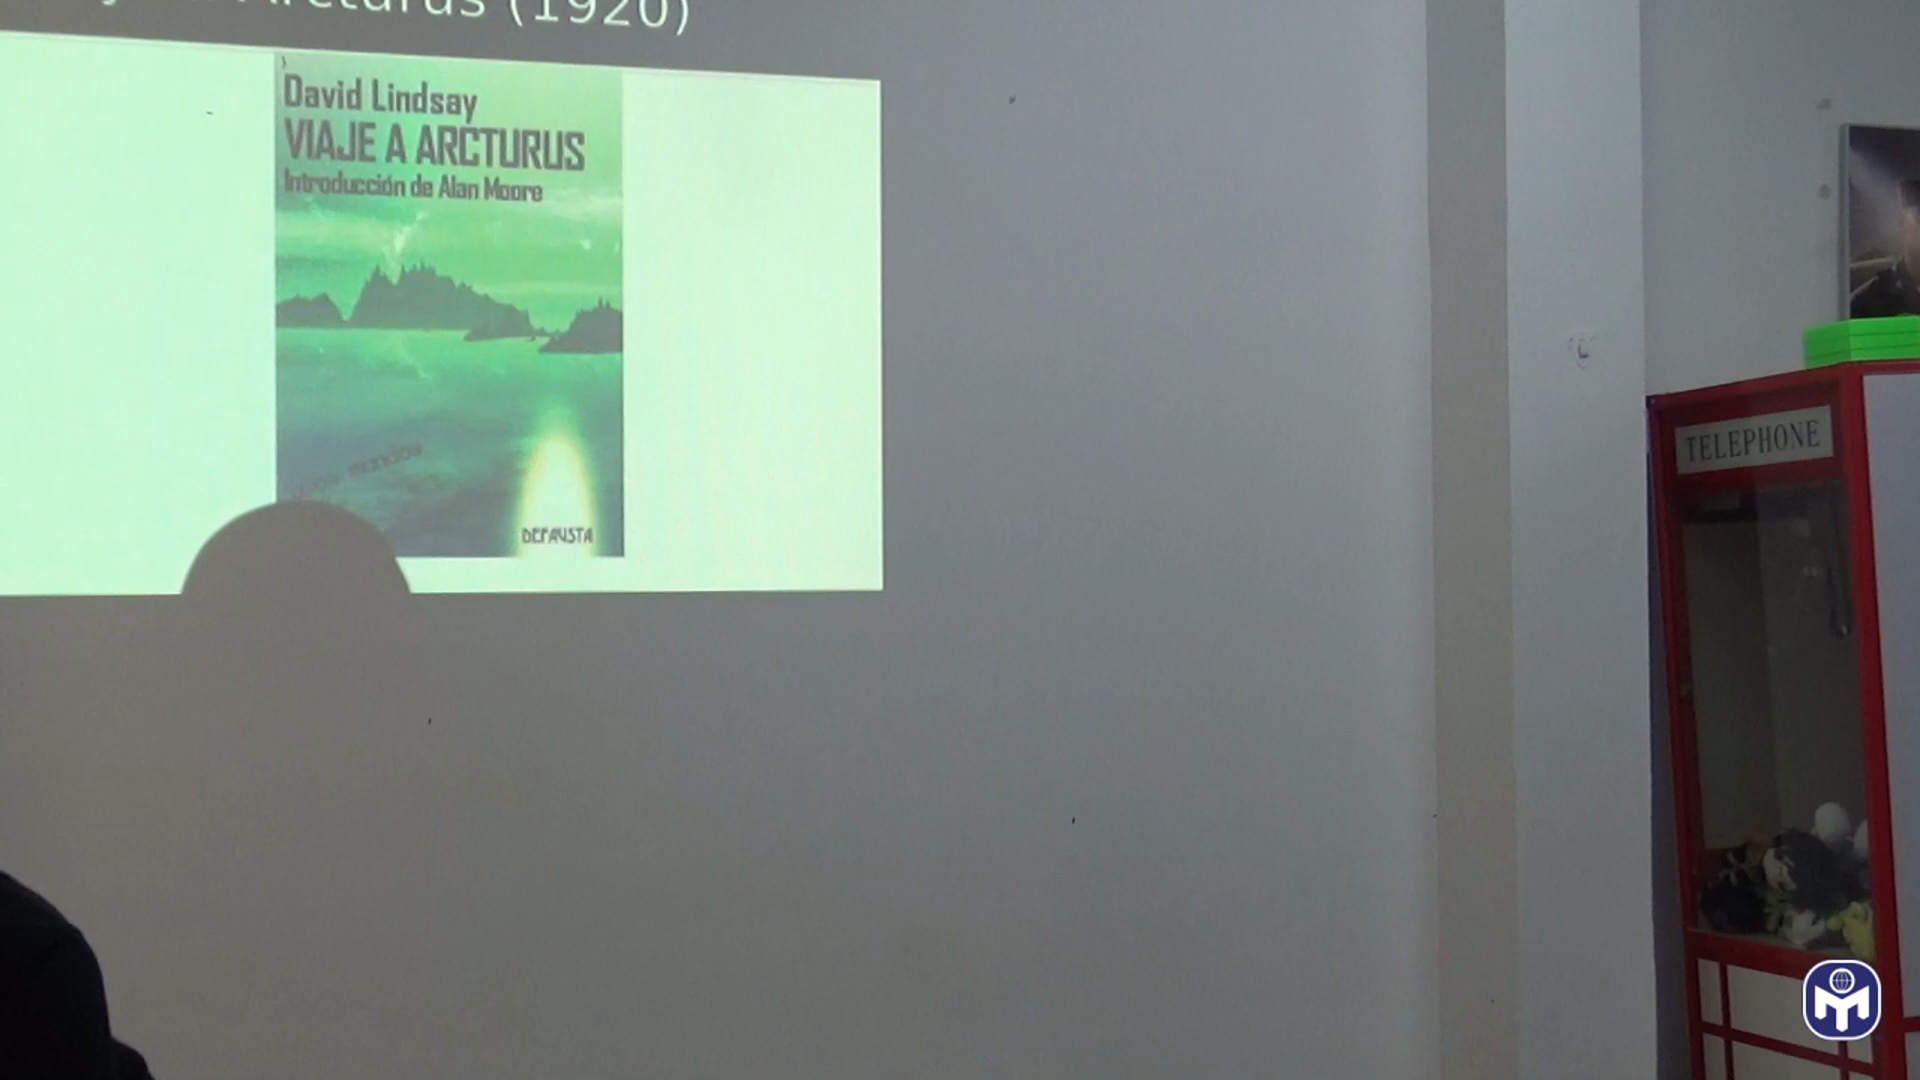 Arcturus (1920)
David Lindsay
VIAJE A ARCTURUS
Introducción de Alan Moore
DEFAUSTA
TELEPHONE